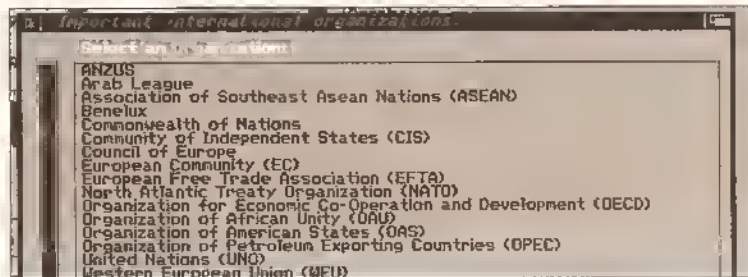 Important international organizations.
Select an organization:
ANZUS
Arab League
Association of Southeast Asean Nations (ASEAN)
Benelux
Commonwealth of Nations
Community of Independent States (CIS)
Council of Europe
European Community (EC)
European Free Trade Association (EFTA)
North Atlantic Treaty Organization (NATO)
Organization for Economic Co-Operation and Development (OECD)
Organization of African Unity (OAU)
Organization of American States (OAS)
Organization of Petroleum Exporting Countries (OPEC)
United Nations (UNO)
Western European Union (WEU)